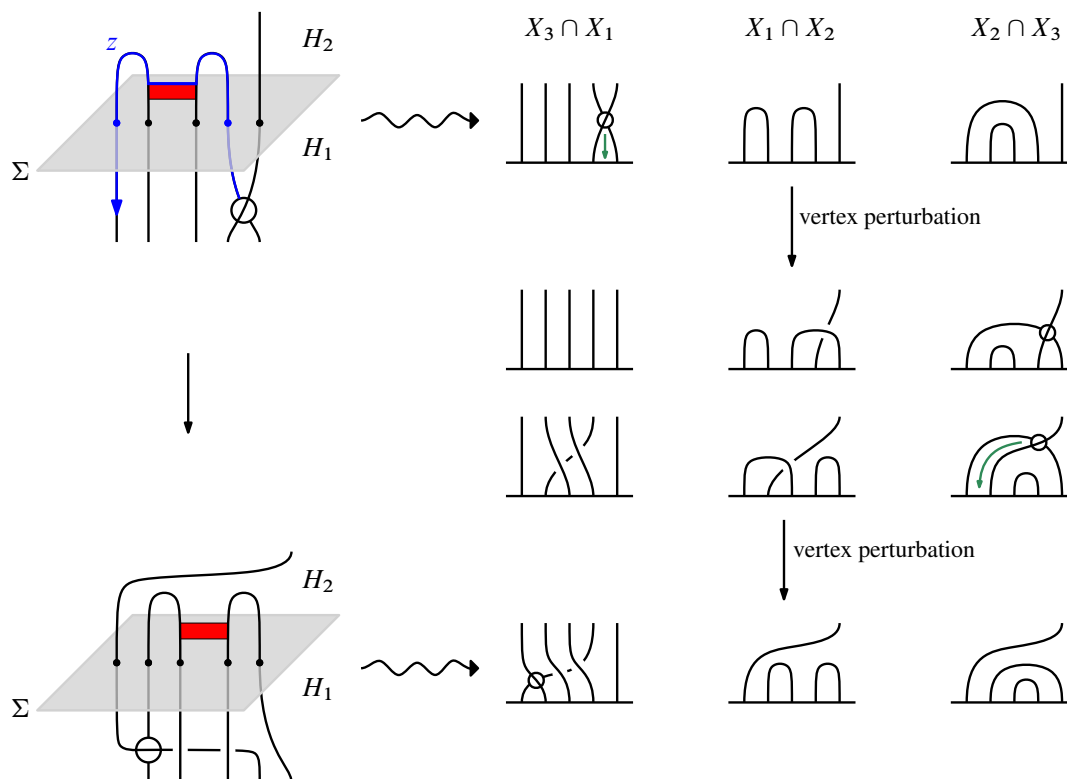 X₃ ∩ X₁ X₁ ∩ X₂ X₂ ∩ X₃
z
H₂
H₁
Σ
vertex perturbation
vertex perturbation
H₂
H₁
Σ